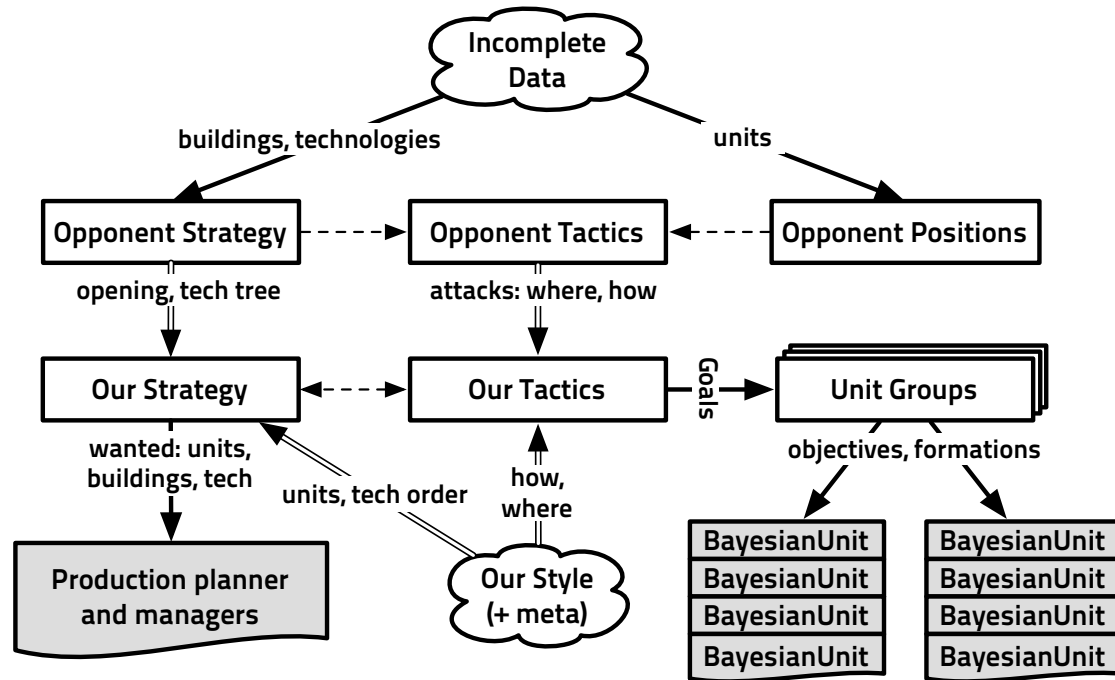 Incomplete
Data
buildings, technologies
units
Opponent Strategy
Opponent Tactics
Opponent Positions
opening, tech tree
attacks: where, how
Our Strategy
Our Tactics
Goals
Unit Groups
wanted: units,
buildings, tech
units, tech order
how,
where
objectives, formations
Production planner
and managers
Our Style
(+ meta)
BayesianUnit
BayesianUnit
BayesianUnit
BayesianUnit
BayesianUnit
BayesianUnit
BayesianUnit
BayesianUnit